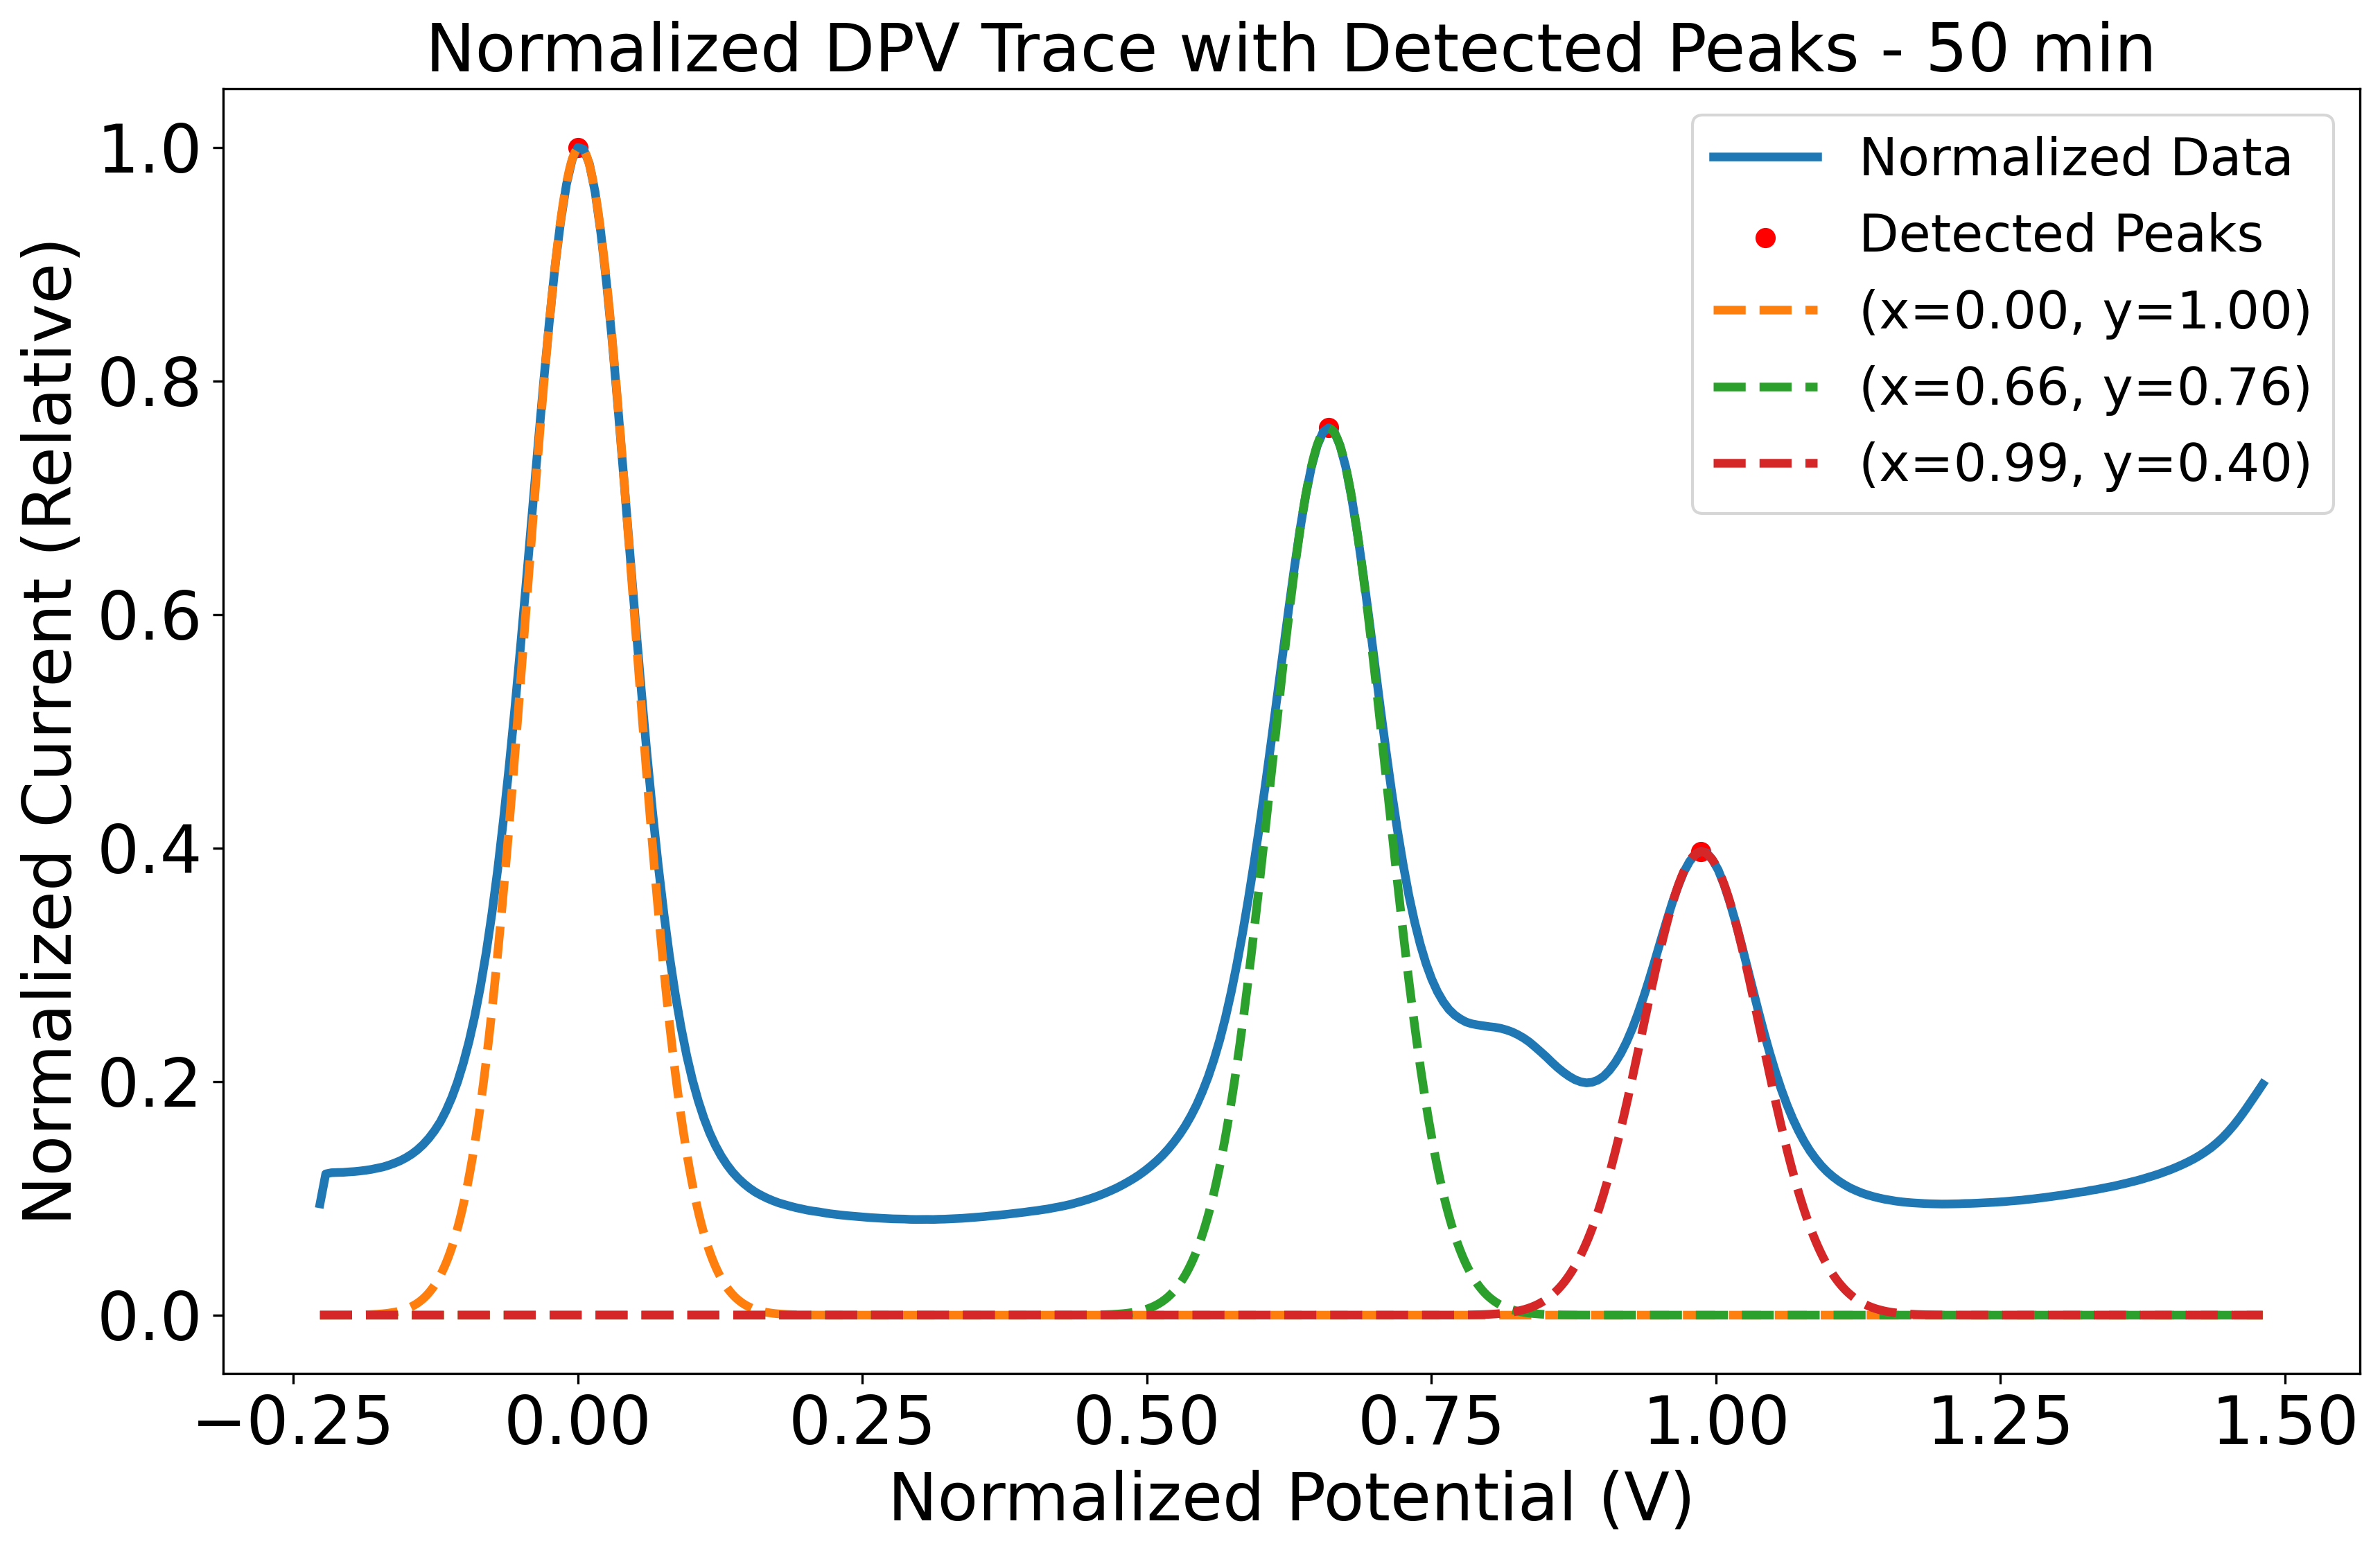 Normalized DPV Trace with Detected Peaks - 50 min
Normalized Current (Relative)
1.0
0.8
0.6
0.4
0.2
0.0
Normalized Data
Detected Peaks
(x=0.00, y=1.00)
(x=0.66, y=0.76)
(x=0.99, y=0.40)
−0.25 0.00 0.25 0.50 0.75 1.00 1.25 1.50
Normalized Potential (V)